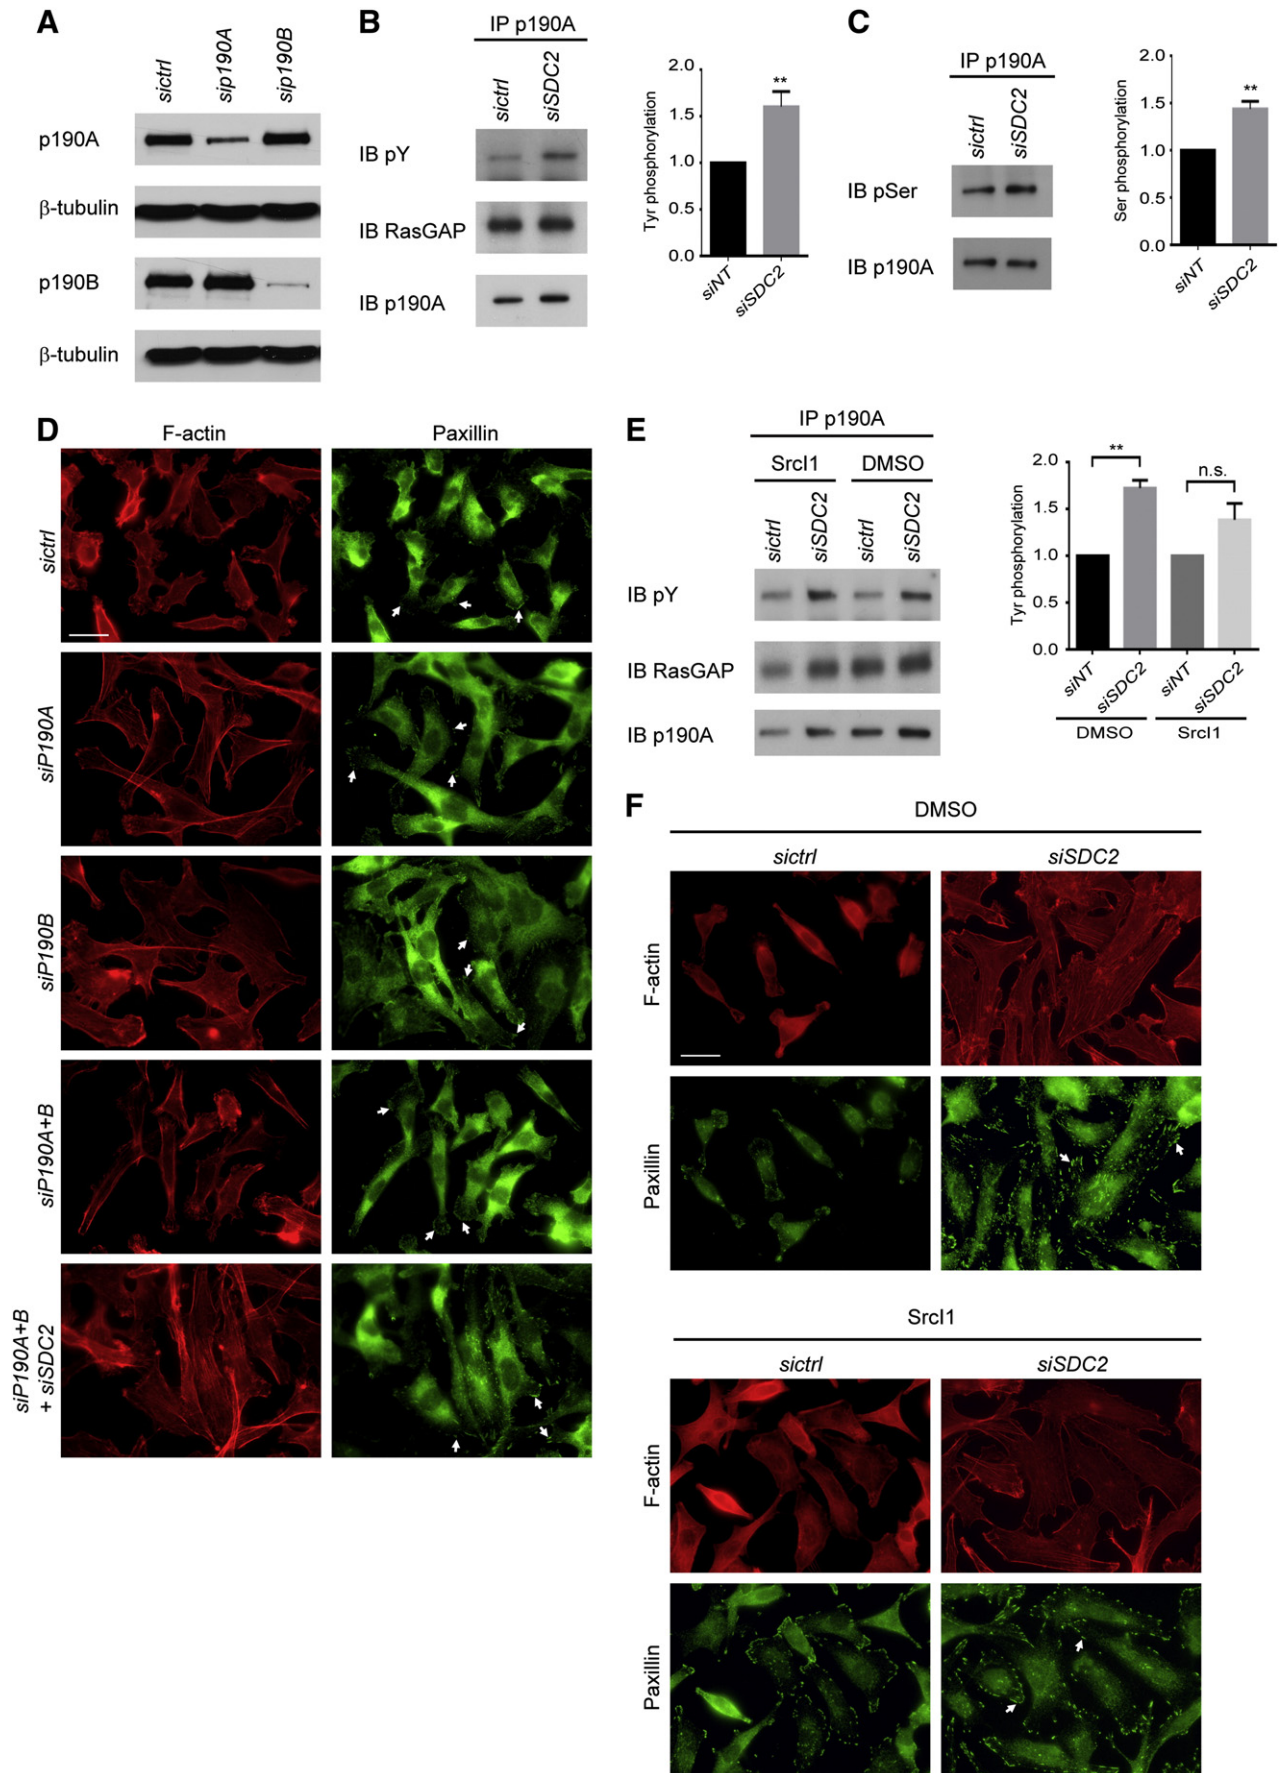 A
sictrl
sip190A
sip190B
p190A
β-tubulin
p190B
β-tubulin
B
IP p190A
sictrl
siSDC2
IB pY
IB RasGAP
IB p190A
Tyr phosphorylation
2.0
1.5
1.0
0.5
0.0
**
siNT
siSDC2
C
IP p190A
sictrl
siSDC2
IB pSer
IB p190A
Ser phosphorylation
2.0
1.5
1.0
0.5
0.0
**
siNT
siSDC2
D
F-actin
Paxillin
sictrl
siP190A
siP190B
siP190A+B
siP190A+B
+ siSDC2
E
IP p190A
SrcI1
DMSO
sictrl
siSDC2
sictrl
siSDC2
IB pY
IB RasGAP
IB p190A
Tyr phosphorylation
2.0
1.5
1.0
0.5
0.0
**
n.s.
siNT
siSDC2
siNT
siSDC2
DMSO
SrcI1
F
DMSO
sictrl
siSDC2
F-actin
Paxillin
SrcI1
sictrl
siSDC2
F-actin
Paxillin